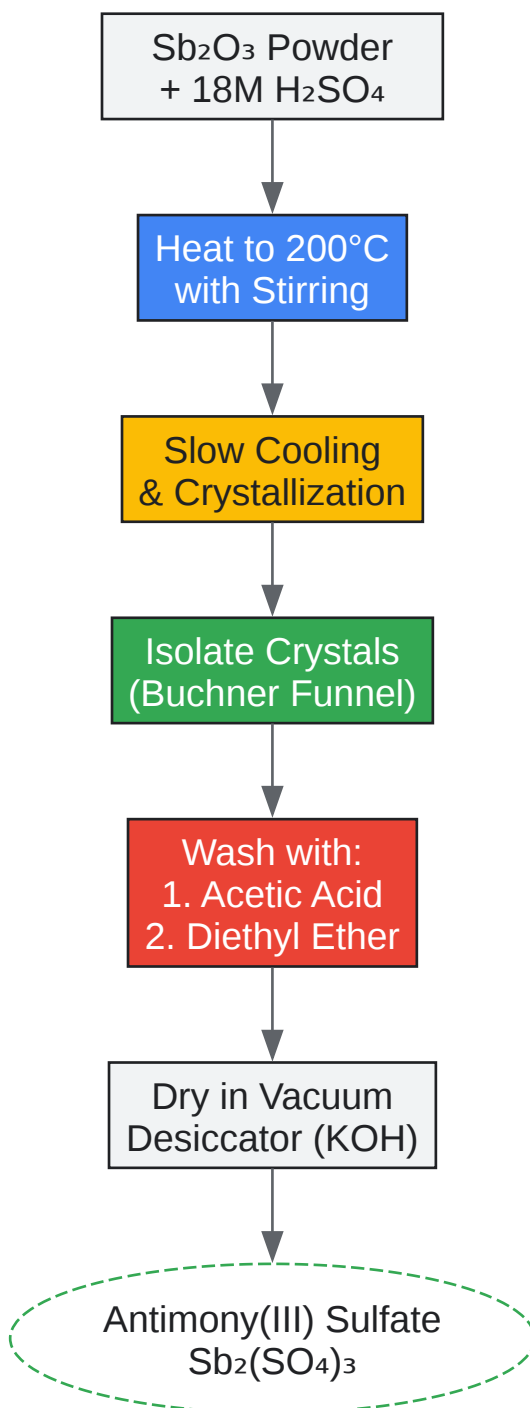 Sb₂O₃ Powder
+ 18M H₂SO₄
Heat to 200°C
with Stirring
Slow Cooling
& Crystallization
Isolate Crystals
(Buchner Funnel)
Wash with:
1. Acetic Acid
2. Diethyl Ether
Dry in Vacuum
Desiccator (KOH)
Antimony(III) Sulfate
Sb₂(SO₄)₃